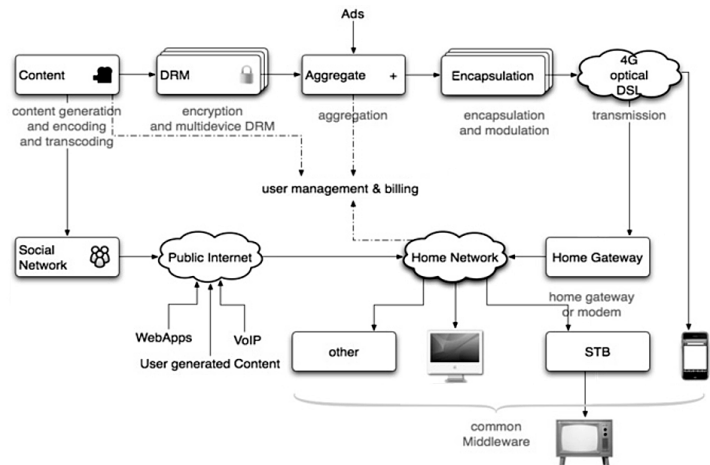 Ads
Content
DRM
Aggregate +
Encapsulation
4G
optical
DSL
content generation
and encoding
and transcoding
encryption
and multidevice DRM
aggregation
encapsulation
and modulation
transmission
user management & billing
Social
Network
Public Internet
Home Network
Home Gateway
home gateway
or modem
WebApps
VoIP
User generated Content
other
STB
common
Middleware